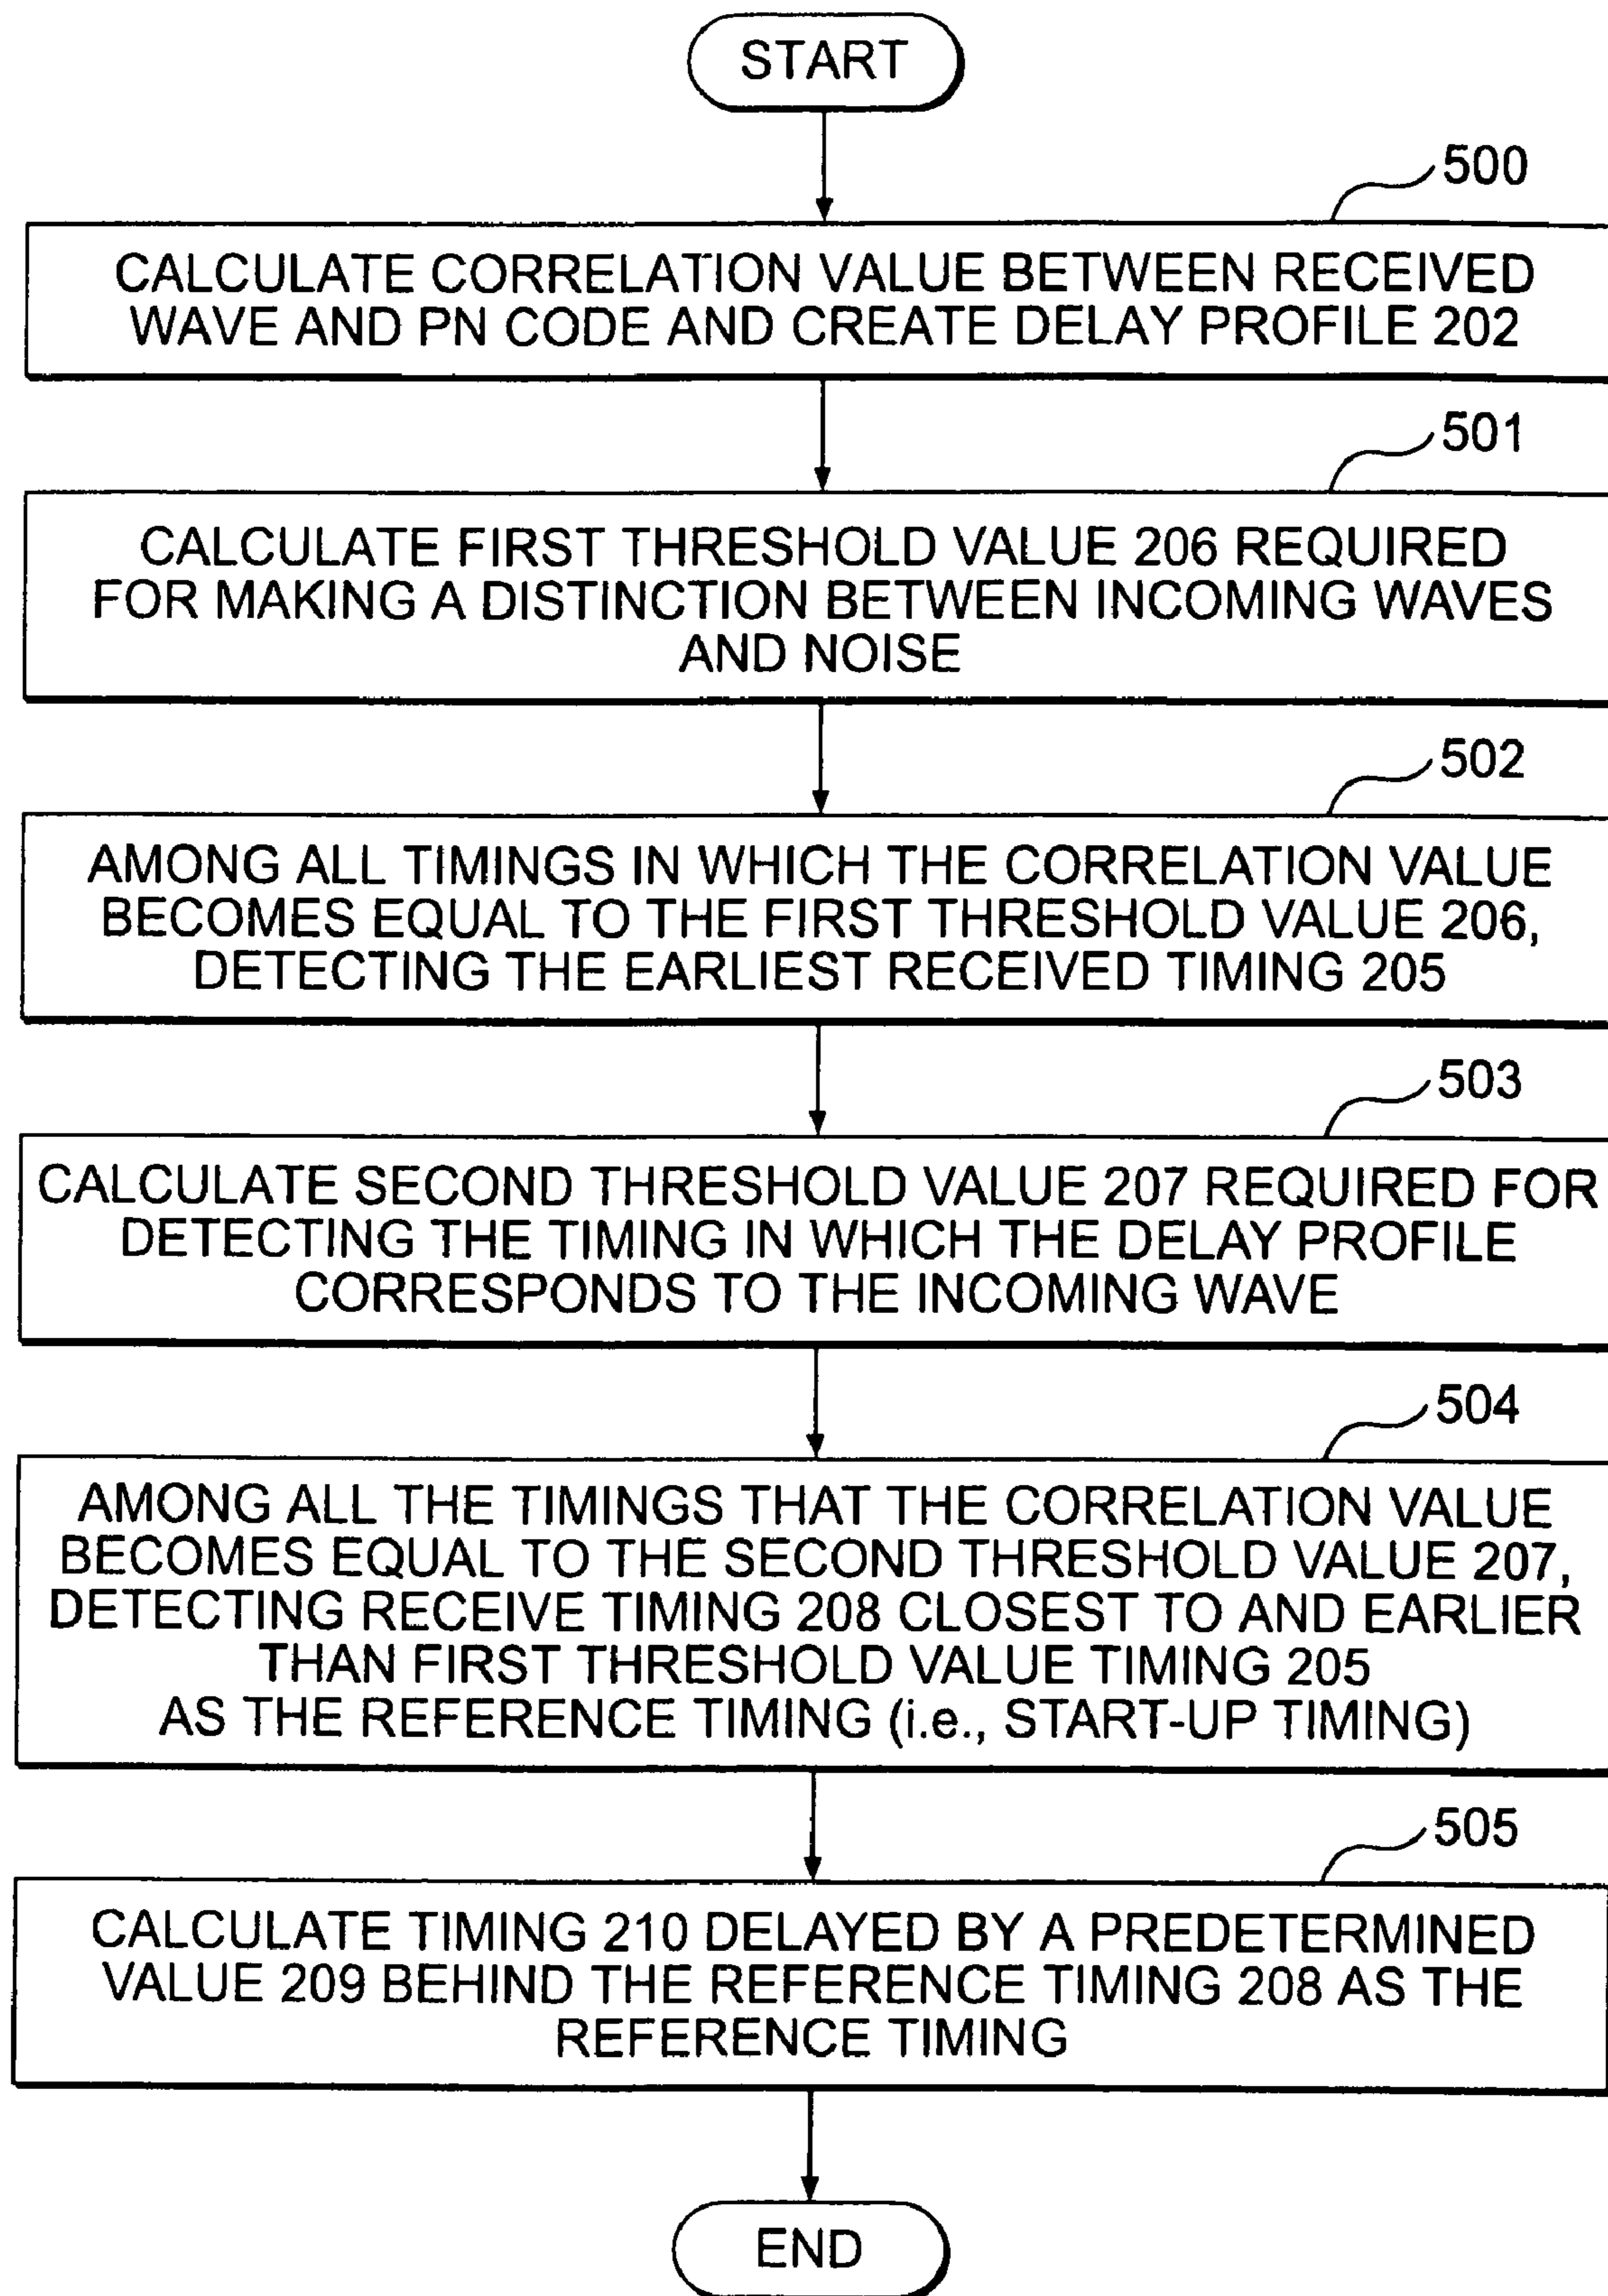 START
500
CALCULATE CORRELATION VALUE BETWEEN RECEIVED
WAVE AND PN CODE AND CREATE DELAY PROFILE 202
501
CALCULATE FIRST THRESHOLD VALUE 206 REQUIRED
FOR MAKING A DISTINCTION BETWEEN INCOMING WAVES
AND NOISE
502
AMONG ALL TIMINGS IN WHICH THE CORRELATION VALUE
BECOMES EQUAL TO THE FIRST THRESHOLD VALUE 206,
DETECTING THE EARLIEST RECEIVED TIMING 205
503
CALCULATE SECOND THRESHOLD VALUE 207 REQUIRED FOR
DETECTING THE TIMING IN WHICH THE DELAY PROFILE
CORRESPONDS TO THE INCOMING WAVE
504
AMONG ALL THE TIMINGS THAT THE CORRELATION VALUE
BECOMES EQUAL TO THE SECOND THRESHOLD VALUE 207,
DETECTING RECEIVE TIMING 208 CLOSEST TO AND EARLIER
THAN FIRST THRESHOLD VALUE TIMING 205
AS THE REFERENCE TIMING (i.e., START-UP TIMING)
505
CALCULATE TIMING 210 DELAYED BY A PREDETERMINED
VALUE 209 BEHIND THE REFERENCE TIMING 208 AS THE
REFERENCE TIMING
END